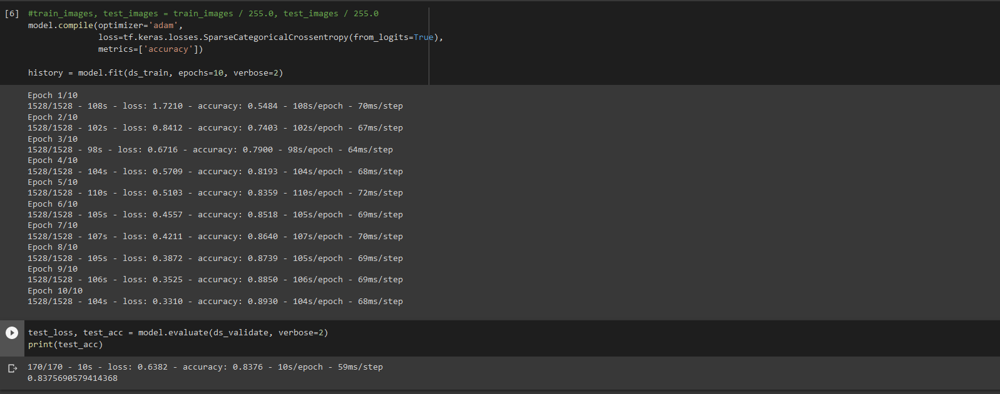 [6] #train_images, test_images = train_images / 255.0, test_images / 255.0
model.compile(optimizer='adam',
loss=tf.keras.losses.SparseCategoricalCrossentropy(from_logits=True),
metrics=['accuracy'])
history = model.fit(ds_train, epochs=10, verbose=2)
Epoch 1/10
1528/1528 - 108s - loss: 1.7210 - accuracy: 0.5484 - 108s/epoch - 70ms/step
Epoch 2/10
1528/1528 - 102s - loss: 0.8412 - accuracy: 0.7403 - 102s/epoch - 67ms/step
Epoch 3/10
1528/1528 - 98s - loss: 0.6716 - accuracy: 0.7900 - 98s/epoch - 64ms/step
Epoch 4/10
1528/1528 - 104s - loss: 0.5709 - accuracy: 0.8193 - 104s/epoch - 68ms/step
Epoch 5/10
1528/1528 - 110s - loss: 0.5103 - accuracy: 0.8359 - 110s/epoch - 72ms/step
Epoch 6/10
1528/1528 - 105s - loss: 0.4557 - accuracy: 0.8518 - 105s/epoch - 69ms/step
Epoch 7/10
1528/1528 - 107s - loss: 0.4211 - accuracy: 0.8640 - 107s/epoch - 70ms/step
Epoch 8/10
1528/1528 - 105s - loss: 0.3872 - accuracy: 0.8739 - 105s/epoch - 69ms/step
Epoch 9/10
1528/1528 - 106s - loss: 0.3525 - accuracy: 0.8850 - 106s/epoch - 69ms/step
Epoch 10/10
1528/1528 - 104s - loss: 0.3310 - accuracy: 0.8930 - 104s/epoch - 68ms/step
test_loss, test_acc = model.evaluate(ds_validate, verbose=2)
print(test_acc)
170/170 - 10s - loss: 0.6382 - accuracy: 0.8376 - 10s/epoch - 59ms/step
0.8375690579414368